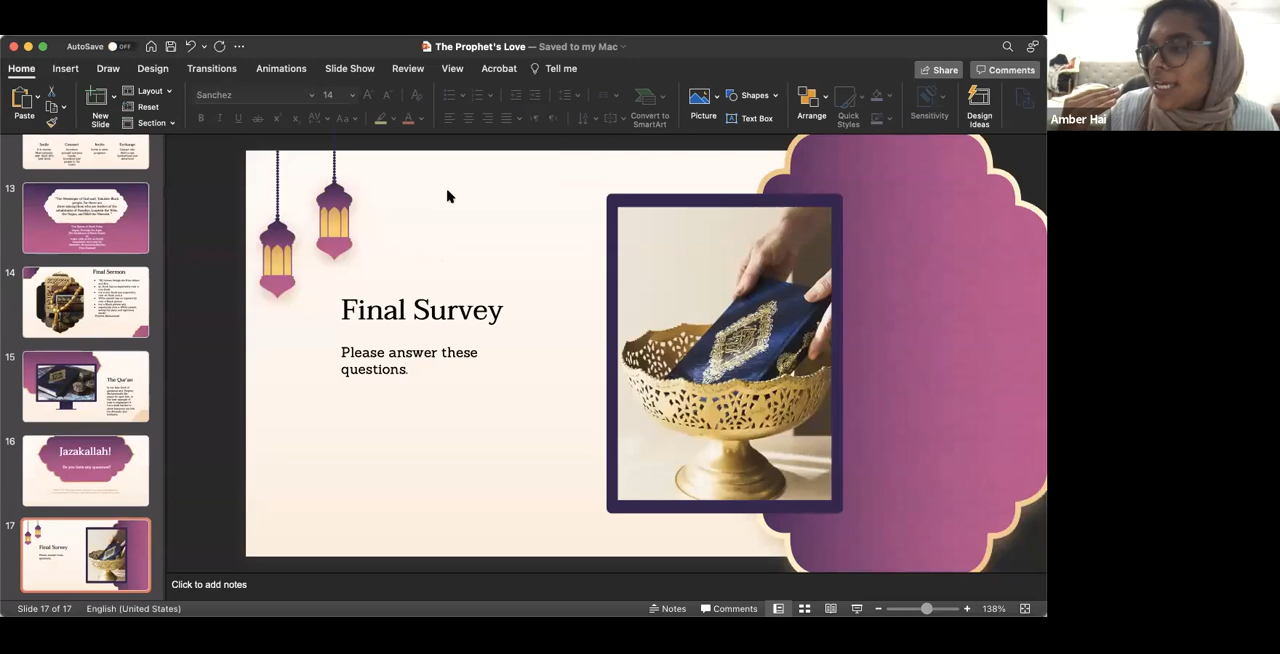 AutoSave OFF
The Prophet's Love — Saved to my Mac
Home Insert Draw Design Transitions Animations Slide Show Review View Acrobat Tell me
Share Comments
Paste
New Slide
Layout
Reset
Section
Sanchez 14
Convert to SmartArt
Picture
Shapes
Text Box
Arrange
Quick Styles
Sensitivity
Design Ideas
Amber Hai
13
14
Final Sermon
15
The Qur'an
16
Jazakallah!
Do you have any questions?
17
Final Survey
Please answer these questions.
Final Survey
Please answer these
questions.
Click to add notes
Slide 17 of 17 English (United States) Notes Comments 138%